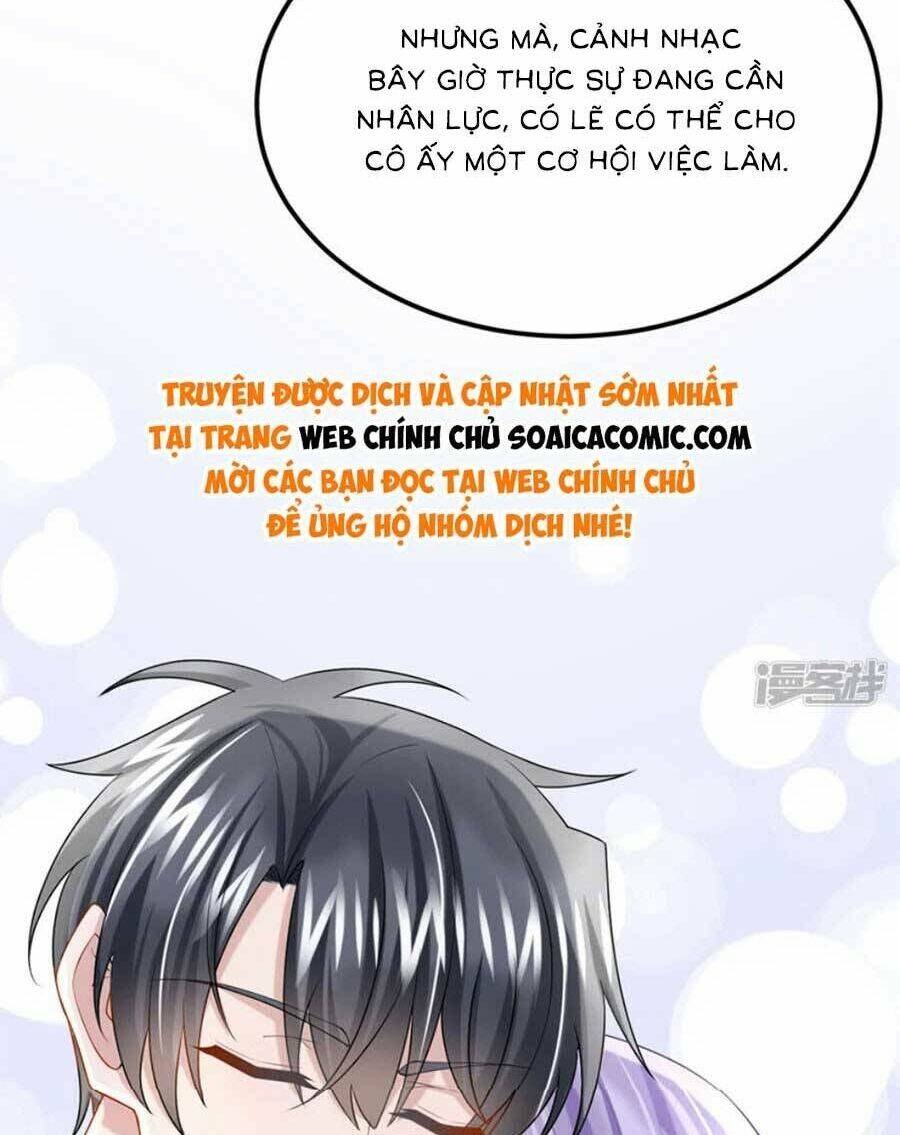 NHƯNG MÀ, CẢNH NHẠC
BÂY GIỜ THỰC SỰ ĐANG CẦN
NHÂN LỰC, CÓ LẼ CÓ THỂ CHO
CÔ ẤY MỘT CƠ HỘI VIỆC LÀM.
TRUYỆN ĐƯỢC DỊCH VÀ CẬP NHẬT SỚM NHẤT
TẠI TRANG WEB CHÍNH CHỦ SOAICACOMIC.COM
MỜI CÁC BẠN ĐỌC TẠI WEB CHÍNH CHỦ
ĐỂ ỦNG HỘ NHÓM DỊCH NHÉ!
漫客栈